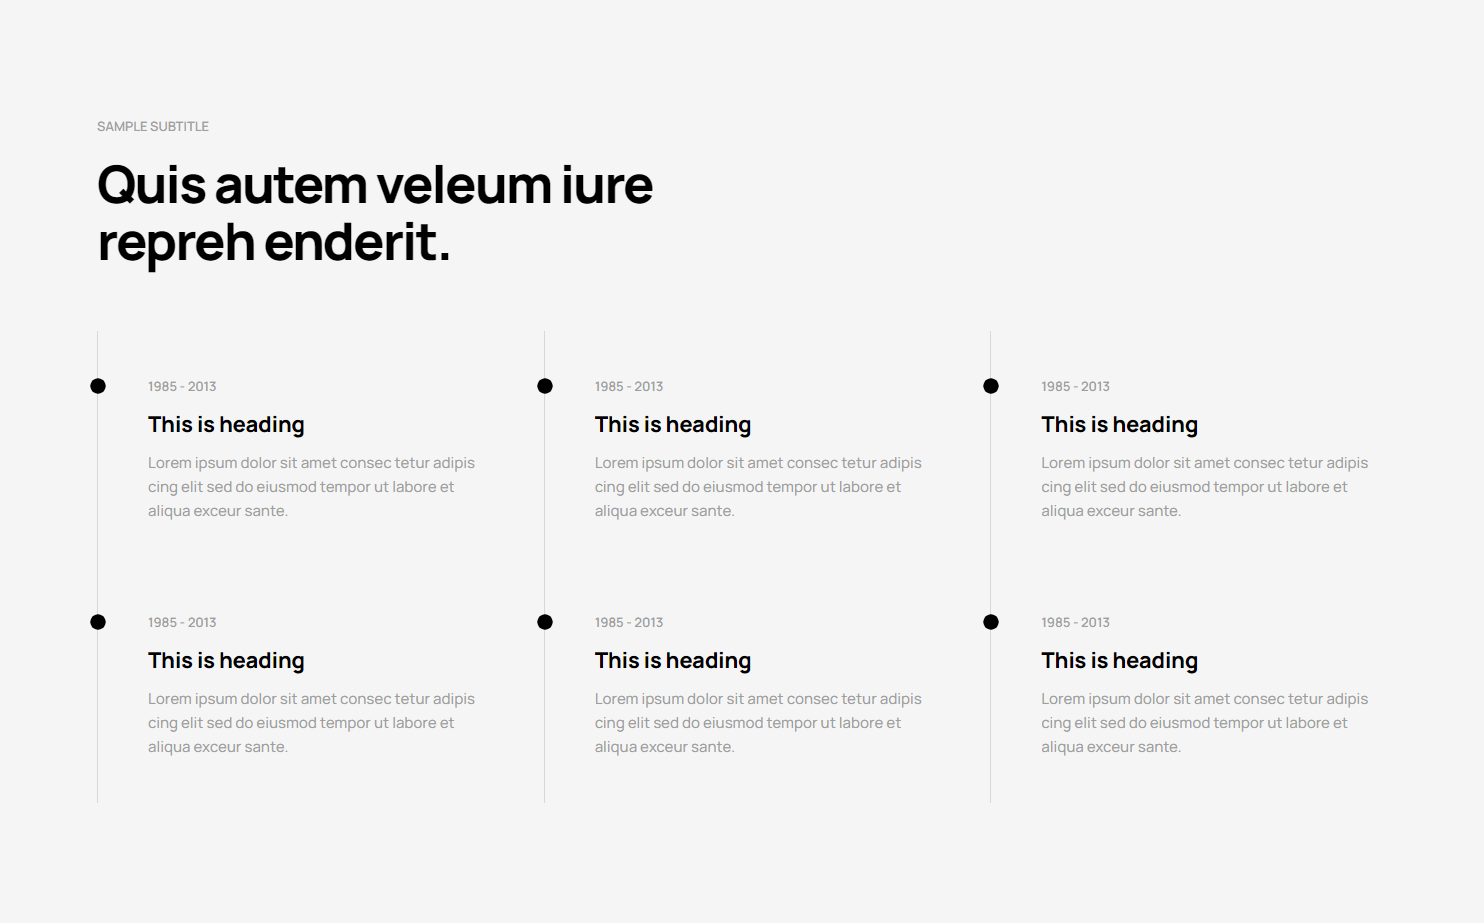 SAMPLE SUBTITLE
Quis autem veleum iure
repreh enderit.
1985 - 2013
This is heading
Lorem ipsum dolor sit amet consec tetur adipis
cing elit sed do eiusmod tempor ut labore et
aliqua exceur sante.
1985 - 2013
This is heading
Lorem ipsum dolor sit amet consec tetur adipis
cing elit sed do eiusmod tempor ut labore et
aliqua exceur sante.
1985 - 2013
This is heading
Lorem ipsum dolor sit amet consec tetur adipis
cing elit sed do eiusmod tempor ut labore et
aliqua exceur sante.
1985 - 2013
This is heading
Lorem ipsum dolor sit amet consec tetur adipis
cing elit sed do eiusmod tempor ut labore et
aliqua exceur sante.
1985 - 2013
This is heading
Lorem ipsum dolor sit amet consec tetur adipis
cing elit sed do eiusmod tempor ut labore et
aliqua exceur sante.
1985 - 2013
This is heading
Lorem ipsum dolor sit amet consec tetur adipis
cing elit sed do eiusmod tempor ut labore et
aliqua exceur sante.